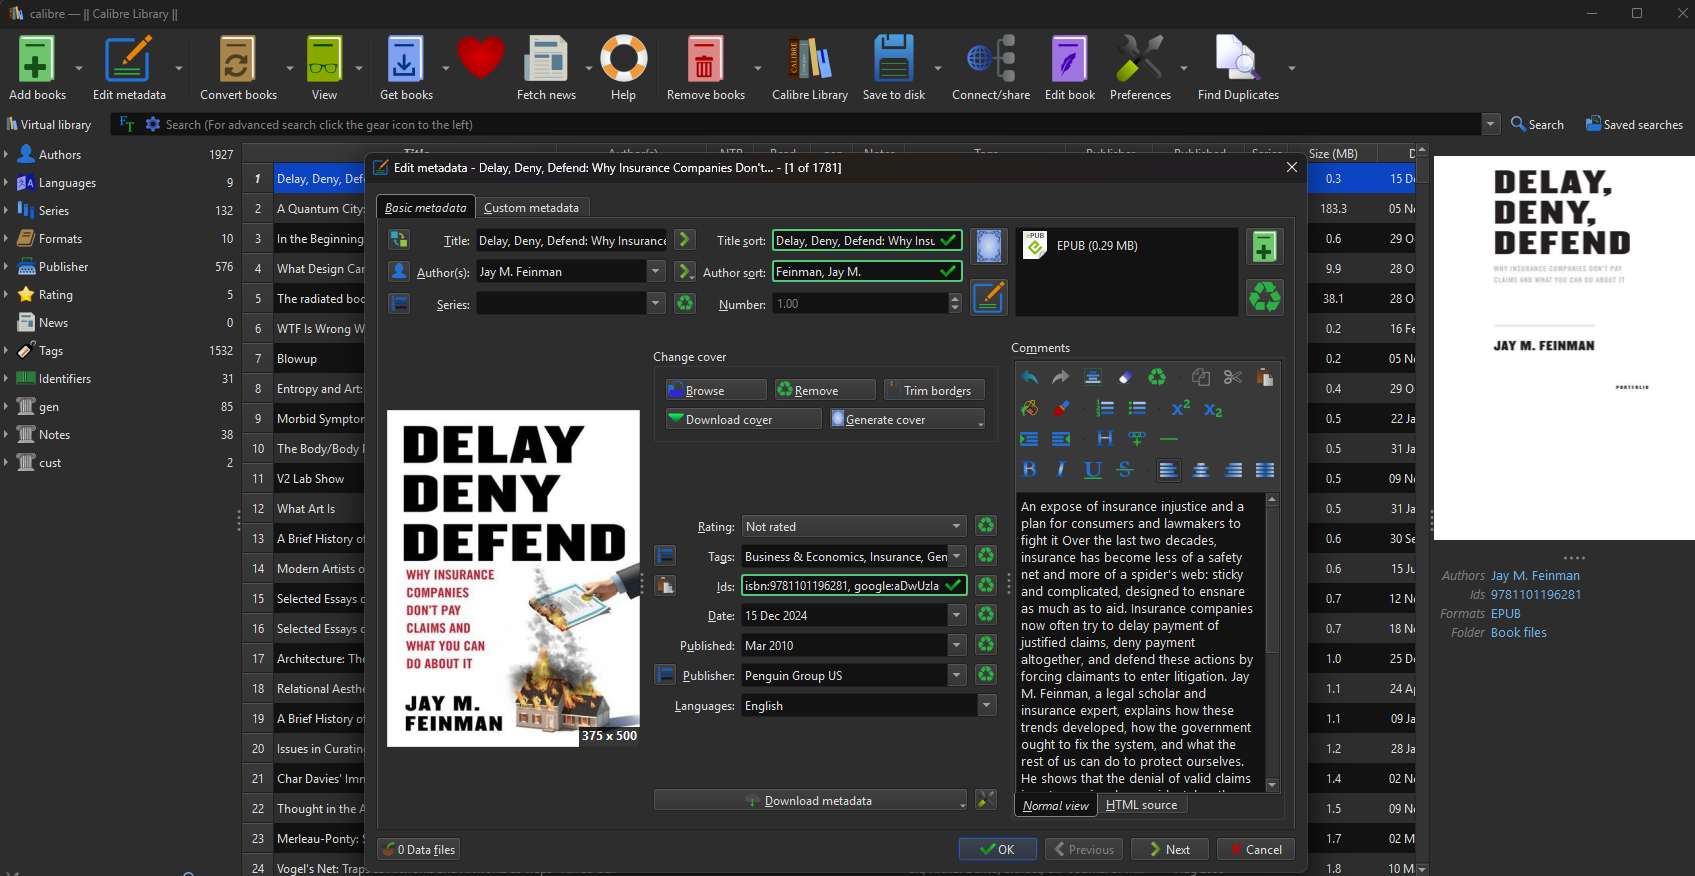 calibre — || Calibre Library ||
Add books
Edit metadata
Convert books
View
Get books
Fetch news
Help
Remove books
Calibre Library
Save to disk
Connect/share
Edit book
Preferences
Find Duplicates
Virtual library
FT
Search (For advanced search click the gear icon to the left)
Search
Saved searches
Authors 1927
Languages 9
Series 132
Formats 10
Publisher 576
Rating 5
News 0
Tags 1532
Identifiers 31
gen 85
Notes 38
cust 2
Size (MB) D
1 Delay, Deny, Def 0.3 15 D
2 A Quantum City: 183.3 05 N
3 In the Beginning 0.6 29 O
4 What Design Can 9.9 28 O
5 The radiated boo 38.1 28 O
6 WTF Is Wrong W 0.2 16 Fe
7 Blowup 0.2 05 N
8 Entropy and Art: 0.4 29 O
9 Morbid Symptom 0.5 22 Ja
10 The Body/Body 0.5 31 Ja
11 V2 Lab Show 0.5 09 N
12 What Art Is 0.5 31 Ja
13 A Brief History of 0.6 30 Se
14 Modern Artists o 0.6 15 Ju
15 Selected Essays o 0.7 12 N
16 Selected Essays o 0.7 18 N
17 Architecture: The 1.0 25 D
18 Relational Aesthe 1.1 24 A
19 A Brief History of 1.1 09 Ja
20 Issues in Curatin 1.2 28 Ja
21 Char Davies' Imm 1.4 02 N
22 Thought in the A 1.5 09 N
23 Merleau-Ponty: 1.7 02 M
24 Vogel's Net: Trap 1.8 10 M
Edit metadata - Delay, Deny, Defend: Why Insurance Companies Don't... - [1 of 1781]
Basic metadata
Custom metadata
Title: Delay, Deny, Defend: Why Insurance
Title sort: Delay, Deny, Defend: Why Insu
Author(s): Jay M. Feinman
Author sort: Feinman, Jay M.
Series:
Number: 1.00
EPUB
EPUB (0.29 MB)
Change cover
Browse
Remove
Trim borders
Download cover
Generate cover
DELAY
DENY
DEFEND
WHY INSURANCE
COMPANIES
DON'T PAY
CLAIMS AND
WHAT YOU CAN
DO ABOUT IT
JAY M.
FEINMAN
375 x 500
Rating: Not rated
Tags: Business & Economics, Insurance, Gen
Ids: isbn:9781101196281, google:aDwUzIa
Date: 15 Dec 2024
Published: Mar 2010
Publisher: Penguin Group US
Languages: English
Download metadata
Comments
An expose of insurance injustice and a
plan for consumers and lawmakers to
fight it Over the last two decades,
insurance has become less of a safety
net and more of a spider's web: sticky
and complicated, designed to ensnare
as much as to aid. Insurance companies
now often try to delay payment of
justified claims, deny payment
altogether, and defend these actions by
forcing claimants to enter litigation. Jay
M. Feinman, a legal scholar and
insurance expert, explains how these
trends developed, how the government
ought to fix the system, and what the
rest of us can do to protect ourselves.
He shows that the denial of valid claims
Normal view
HTML source
0 Data files
OK
Previous
Next
Cancel
DELAY,
DENY,
DEFEND
WHY INSURANCE COMPANIES DON'T PAY
CLAIMS AND WHAT YOU CAN DO ABOUT IT
JAY M. FEINMAN
PORTFOLIO
Authors Jay M. Feinman
Ids 9781101196281
Formats EPUB
Folder Book files